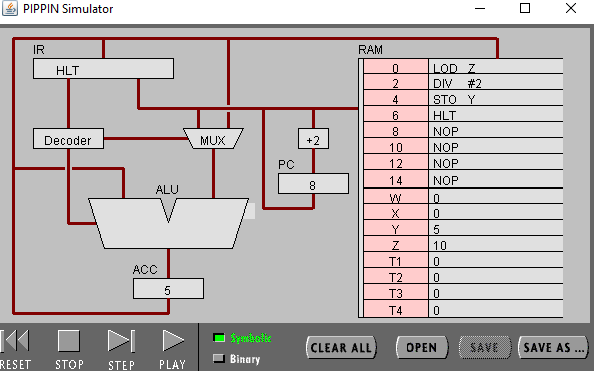 PIPPIN Simulator
IR
HLT
Decoder
MUX
+2
PC
8
ALU
ACC
5
RAM
0 LOD Z
2 DIV #2
4 STO Y
6 HLT
8 NOP
10 NOP
12 NOP
14 NOP
W 0
X 0
Y 5
Z 10
T1 0
T2 0
T3 0
T4 0
RESET STOP STEP PLAY
Symbolic
Binary
CLEAR ALL OPEN SAVE SAVE AS ...